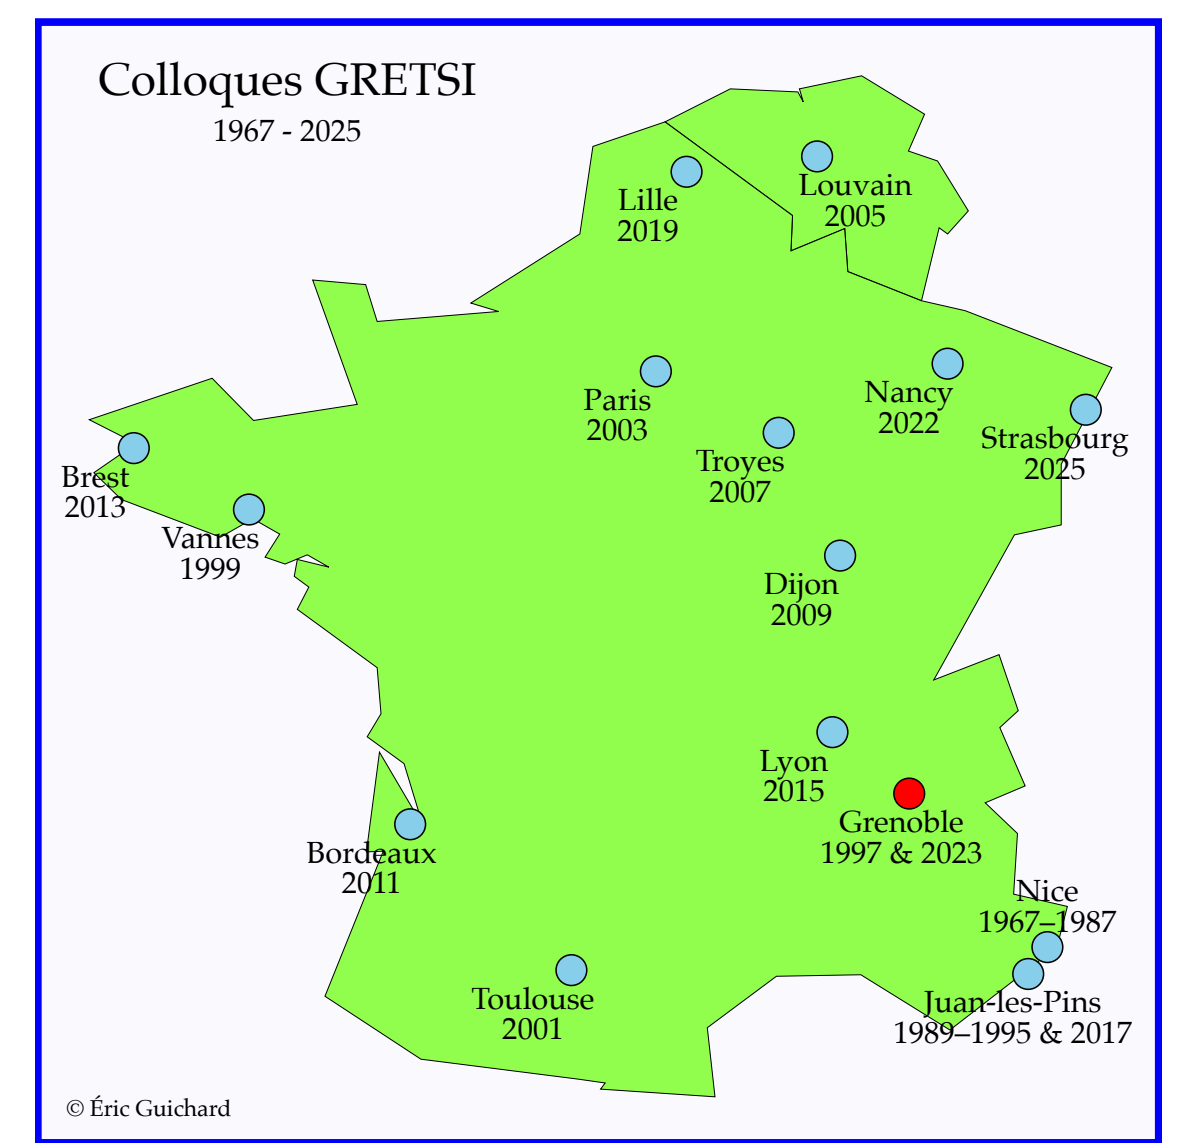 Colloques GRETSI
1967 - 2025
Lille
2019
Louvain
2005
Paris
2003
Nancy
2022
Troyes
2007
Strasbourg
2025
Brest
2013
Vannes
1999
Dijon
2009
Lyon
2015
Grenoble
1997 & 2023
Bordeaux
2011
Nice
1967–1987
Toulouse
2001
Juan-les-Pins
1989–1995 & 2017
© Éric Guichard